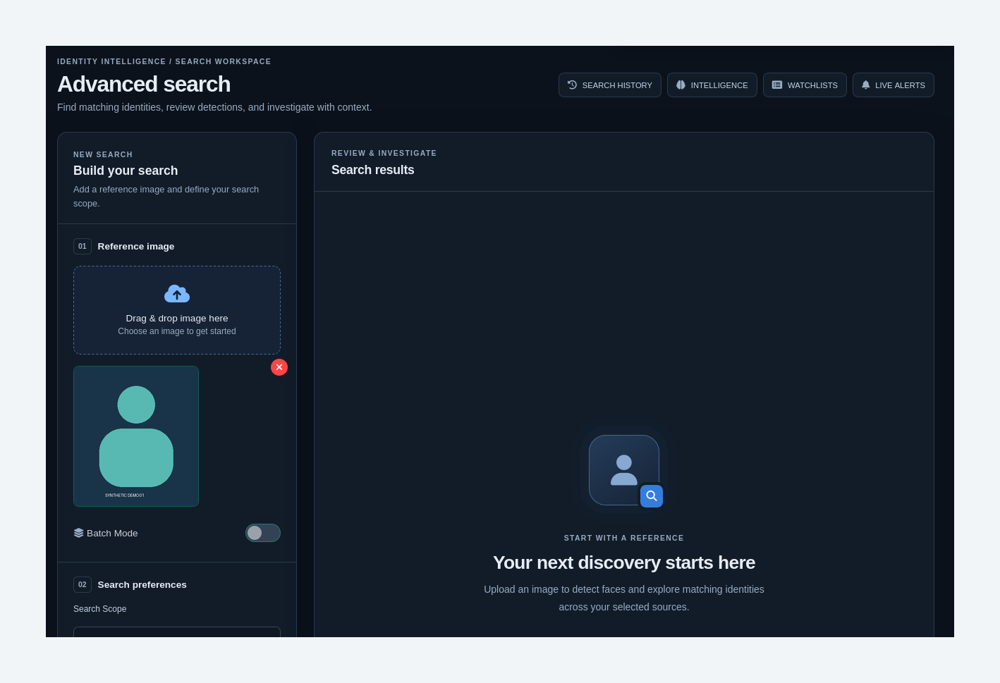 IDENTITY INTELLIGENCE / SEARCH WORKSPACE
Advanced search
Find matching identities, review detections, and investigate with context.
SEARCH HISTORY
INTELLIGENCE
WATCHLISTS
LIVE ALERTS
NEW SEARCH
Build your search
Add a reference image and define your search
scope.
01 Reference image
Drag & drop image here
Choose an image to get started
SYNTHETIC DEMO 01
Batch Mode
02 Search preferences
Search Scope
REVIEW & INVESTIGATE
Search results
START WITH A REFERENCE
Your next discovery starts here
Upload an image to detect faces and explore matching identities
across your selected sources.